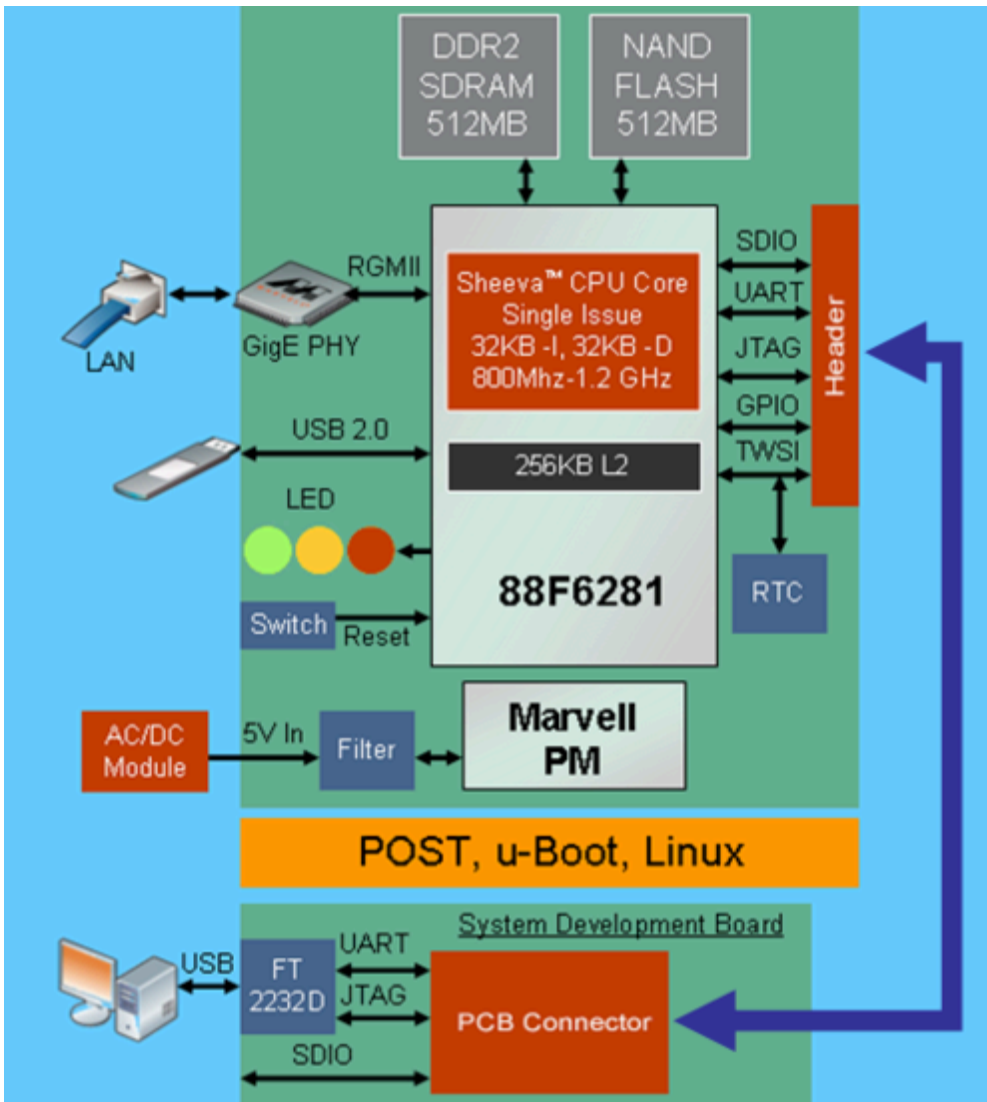 DDR2
SDRAM
512MB
NAND
FLASH
512MB
SDIO
UART
JTAG
GPIO
TWSI
Header
RGMII
Sheeva™ CPU Core
Single Issue
32KB -I, 32KB -D
800Mhz-1.2 GHz
LAN
GigE PHY
USB 2.0
256KB L2
LED
88F6281
RTC
Switch
Reset
AC/DC
Module
5V In
Filter
Marvell
PM
POST, u-Boot, Linux
System Development Board
USB
FT
2232D
UART
JTAG
SDIO
PCB Connector